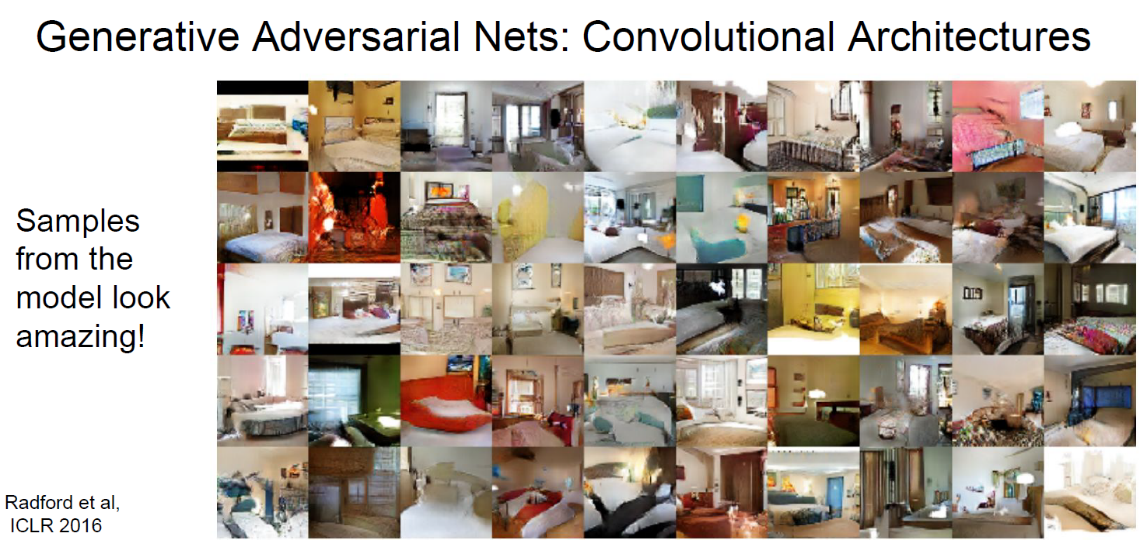 Generative Adversarial Nets: Convolutional Architectures
Samples
from the
model look
amazing!
Radford et al,
ICLR 2016